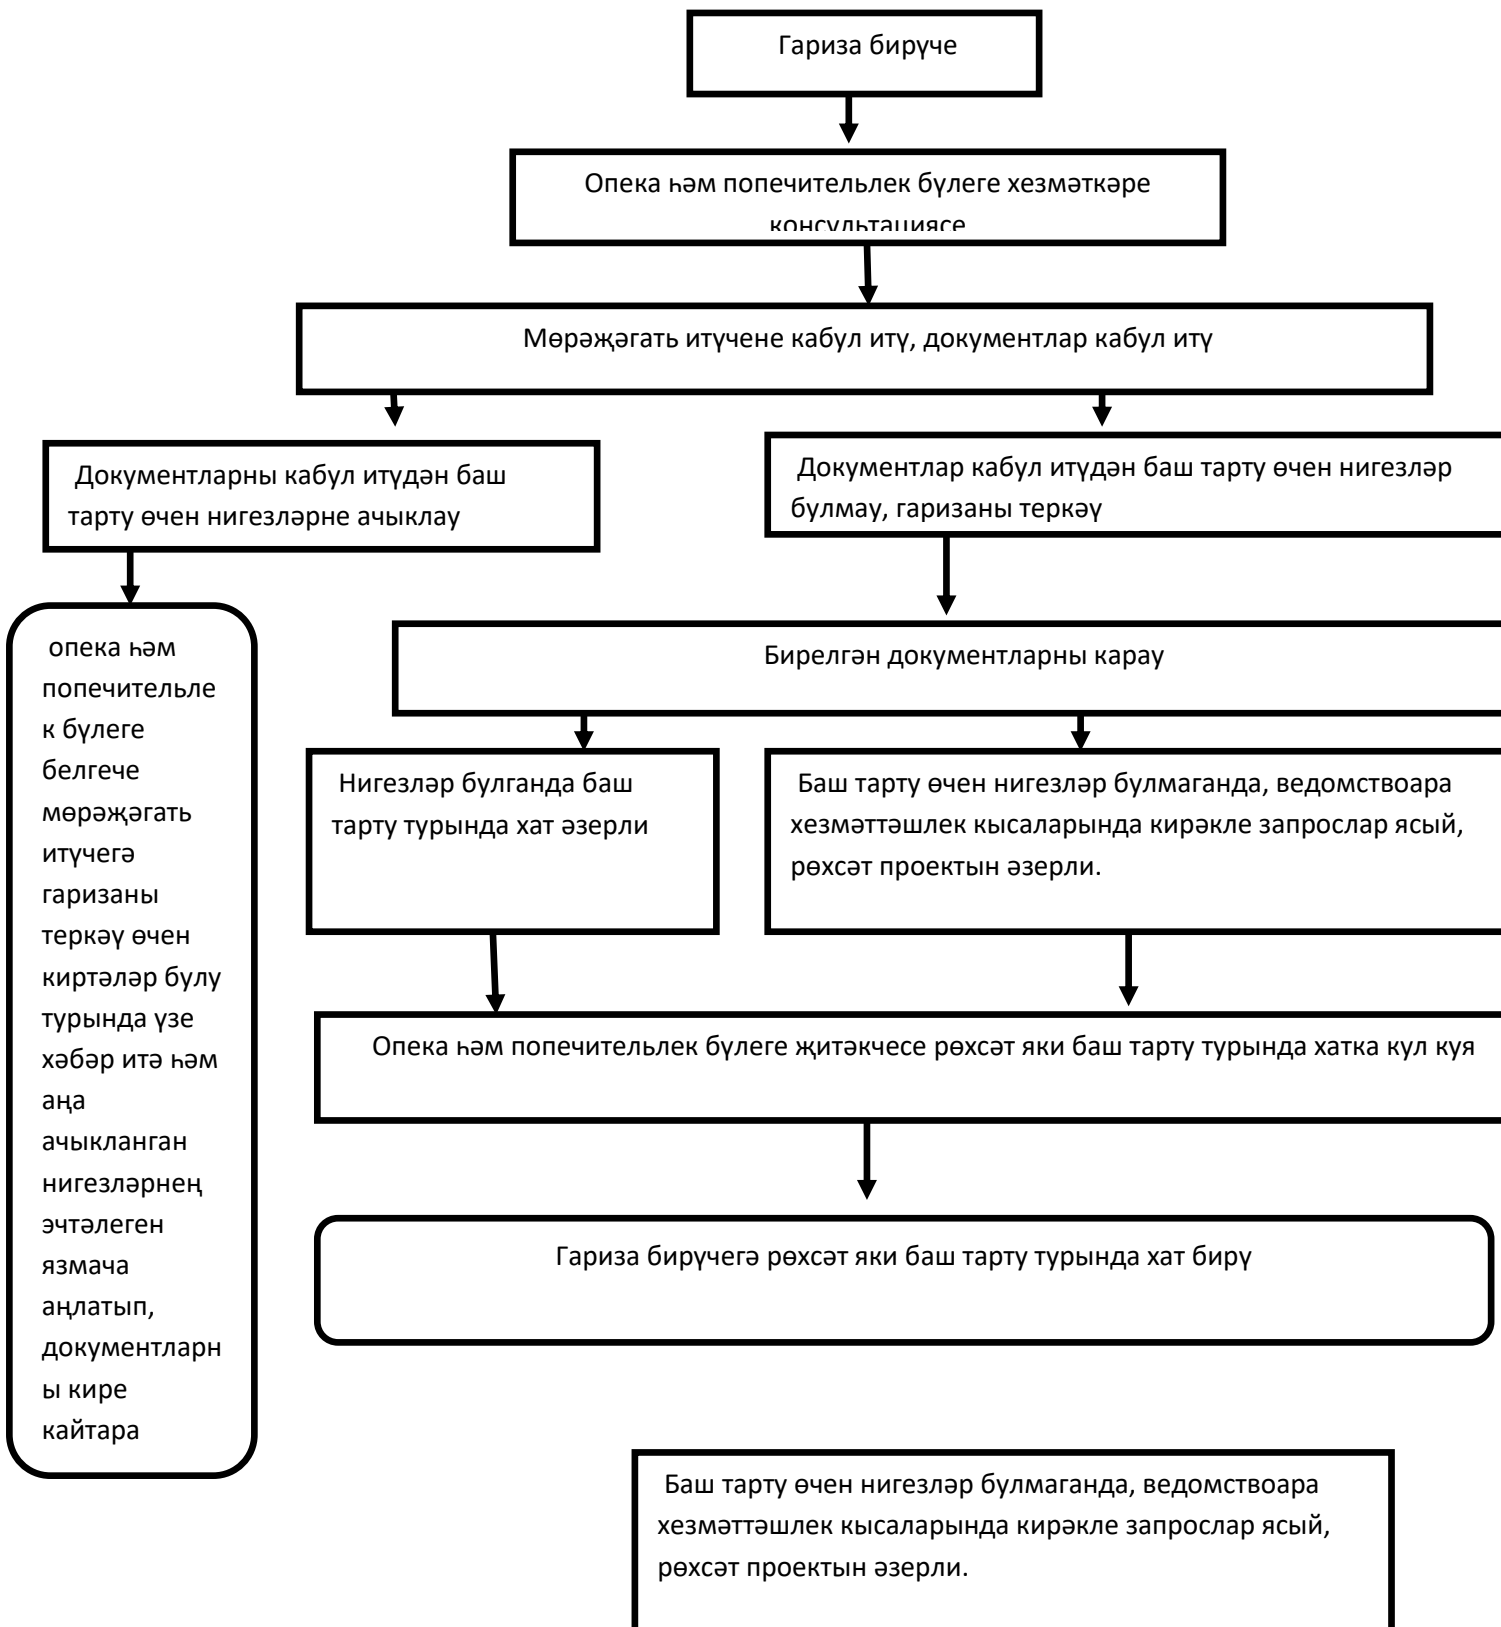 Гариза бирүче
Опека һәм попечительлек бүлеге хезмәткәре
консультациясе
Мөрәҗәгать итүчене кабул итү, документлар кабул итү
Документларны кабул итүдән баш
тарту өчен нигезләрне ачыклау
Документлар кабул итүдән баш тарту өчен нигезләр
булмау, гаризаны теркәү
опека һәм
попечительле
к бүлеге
белгече
мөрәҗәгать
итүчегә
гаризаны
теркәү өчен
киртәләр булу
турында үзе
хәбәр итә һәм
аңа
ачыкланган
нигезләрнең
эчтәлеген
язмача
аңлатып,
документларн
ы кире
кайтара
Бирелгән документларны карау
Нигезләр булганда баш
тарту турында хат әзерли
Баш тарту өчен нигезләр булмаганда, ведомствоара
хезмәттәшлек кысаларында кирәкле запрослар ясый,
рөхсәт проектын әзерли.
Опека һәм попечительлек бүлеге җитәкчесе рөхсәт яки баш тарту турында хатка кул куя
Гариза бирүчегә рөхсәт яки баш тарту турында хат бирү
Баш тарту өчен нигезләр булмаганда, ведомствоара
хезмәттәшлек кысаларында кирәкле запрослар ясый,
рөхсәт проектын әзерли.